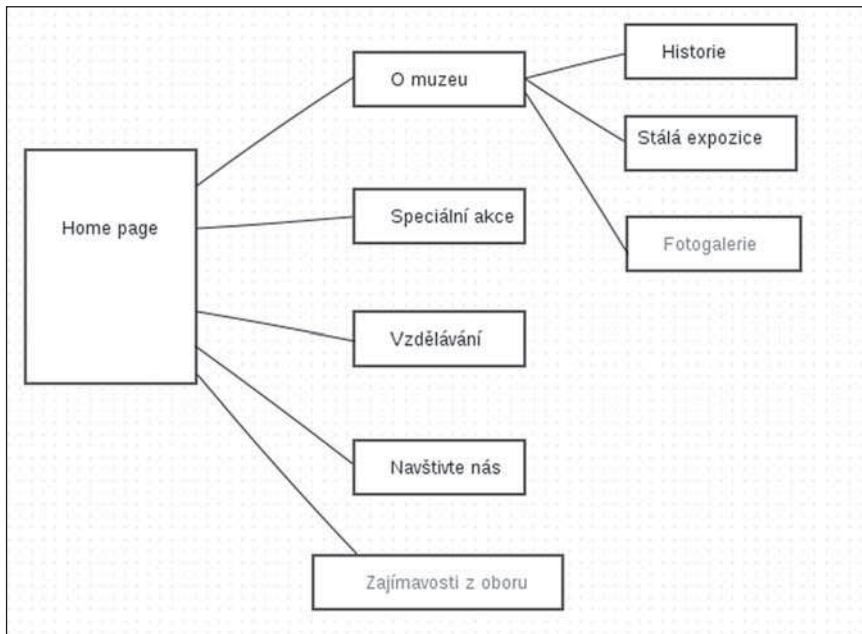 Home page
O muzeu
Historie
Stálá expozice
Fotogalerie
Speciální akce
Vzdělávání
Navštivte nás
Zajímavosti z oboru